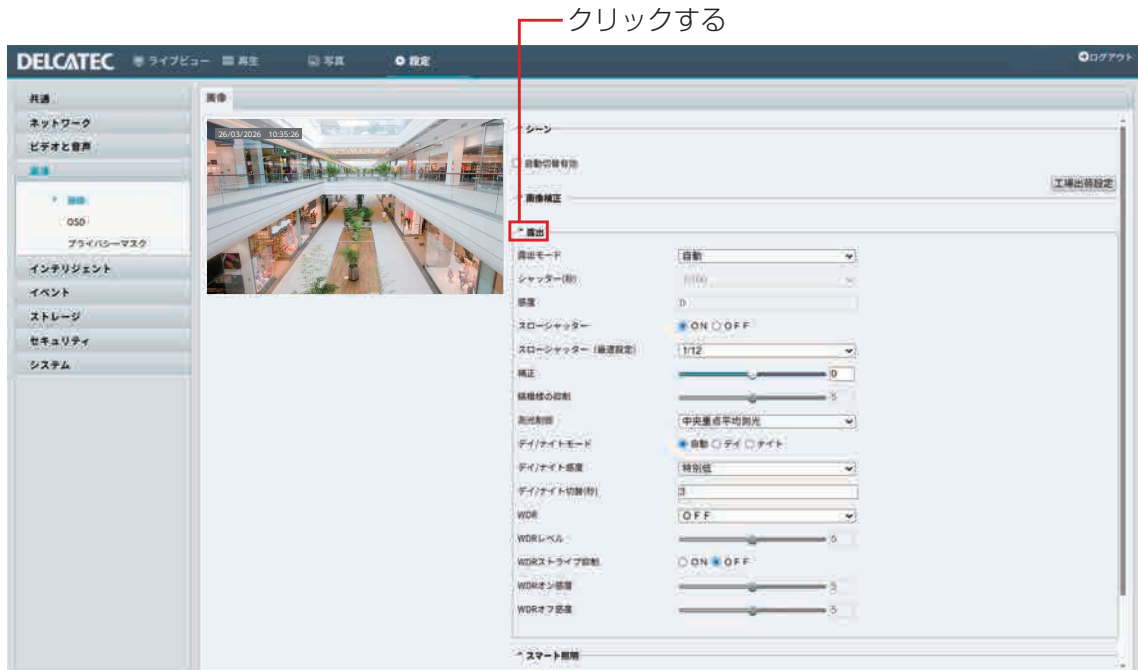 クリックする
DELCATEC ライブビュー 再生 写真 設定 ログアウト
共通
ネットワーク
ビデオと音声
画像
画像
OSD
プライバシーマスク
インテリジェント
イベント
ストレージ
セキュリティ
システム
画像
26/03/2026 10:35:26
シーン
自動切替有効
工場出荷設定
画像補正
露出
露出モード 自動
シャッター(秒) 1/100
感度 0
スローシャッター ON OFF
スローシャッター (最遅設定) 1/12
補正 0
縞模様の抑制 5
測光制御 中央重点平均測光
デイ/ナイトモード 自動 デイ ナイト
デイ/ナイト感度 特別低
デイ/ナイト切替(秒) 3
WDR OFF
WDRレベル 5
WDRストライプ抑制 ON OFF
WDRオン感度 5
WDRオフ感度 5
スマート照明